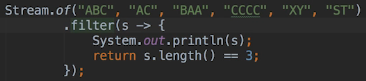 Stream.of("ABC", "AC", "BAA", "CCCC", "XY", "ST")
.filter(s -> {
System.out.println(s);
return s.length() == 3;
});